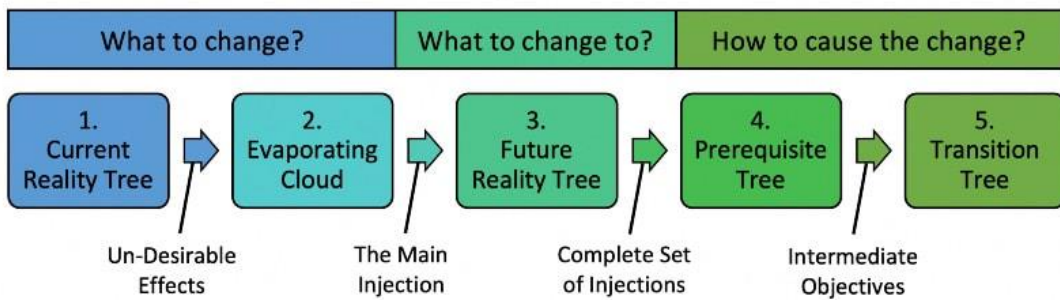 What to change?
What to change to?
How to cause the change?
1.
Current
Reality Tree
2.
Evaporating
Cloud
3.
Future
Reality Tree
4.
Prerequisite
Tree
5.
Transition
Tree
Un-Desirable
Effects
The Main
Injection
Complete Set
of Injections
Intermediate
Objectives